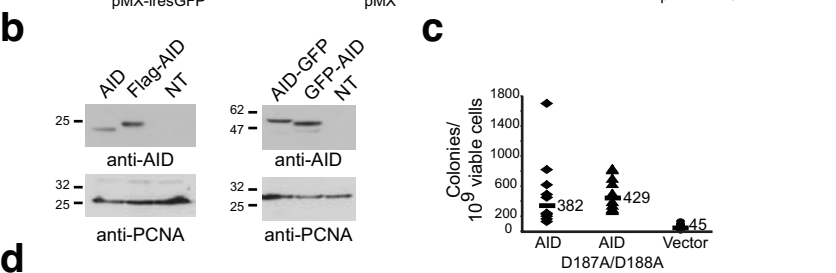 pMX-iresGFP
pMX
b
c
AID
Flag-AID
NT
AID-GFP
GFP-AID
NT
25
62
47
anti-AID
anti-AID
32
25
32
25
anti-PCNA
anti-PCNA
Colonies/
10⁹ viable cells
1800
1400
1000
600
200
0
382
429
45
AID
AID
Vector
D187A/D188A
d